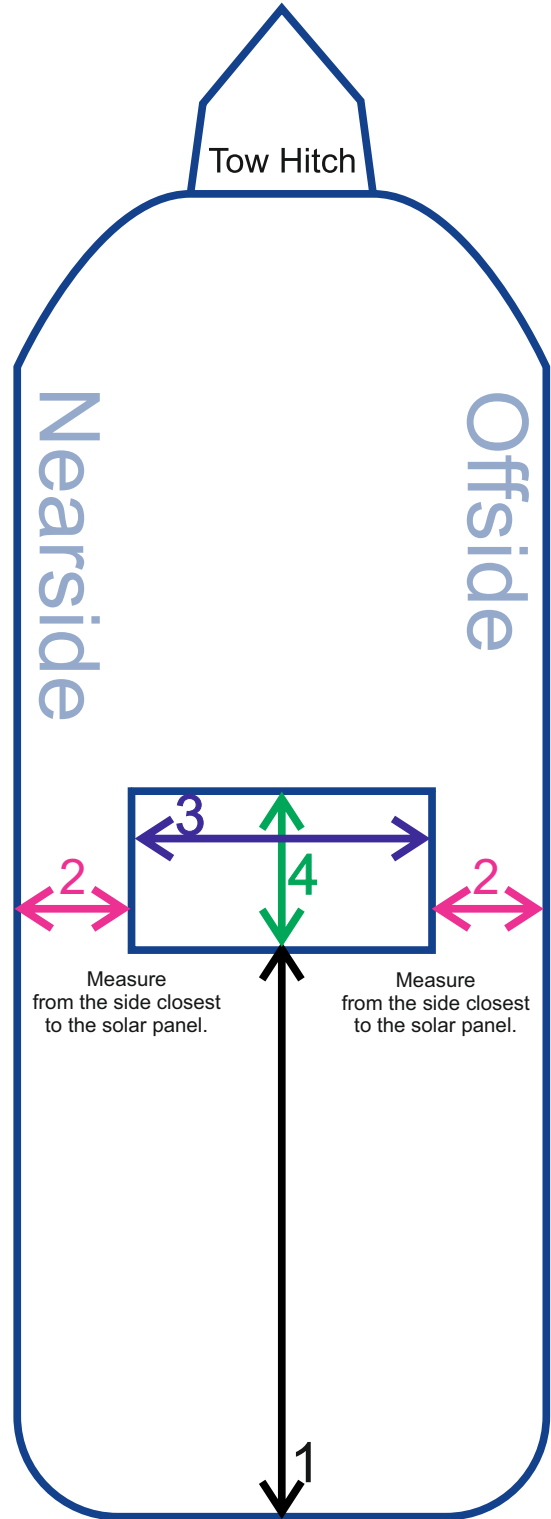 Tow Hitch
Nearside
Offside
3
4
2
2
Measure
from the side closest
to the solar panel.
Measure
from the side closest
to the solar panel.
1